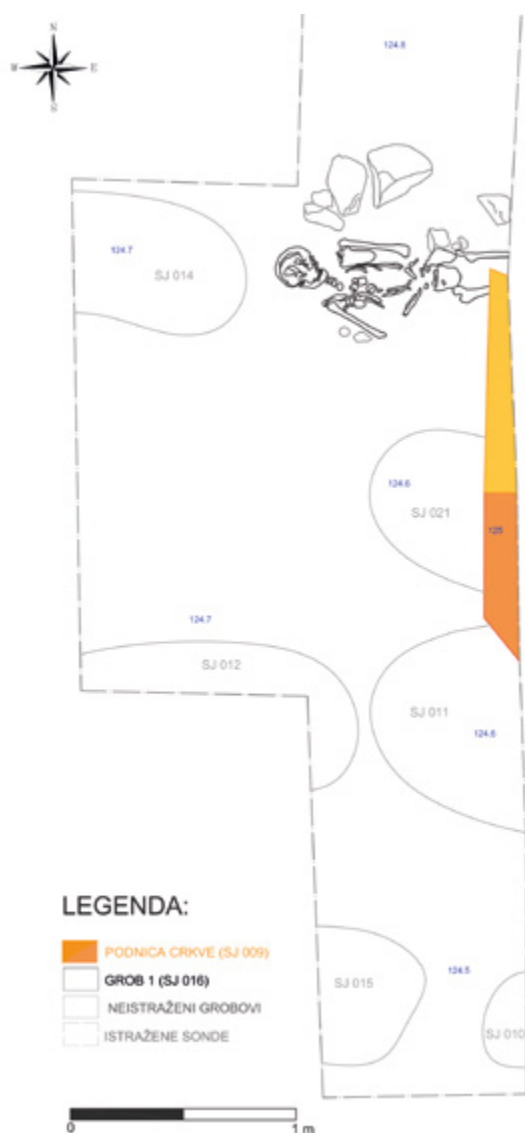 N
W E
S
124.8
124.7
SJ 014
124.6
SJ 021
125
124.7
SJ 012
SJ 011
124.6
LEGENDA:
PODNICA CRKVE (SJ 009)
GROB 1 (SJ 016)
NEISTRAŽENI GROBOVI
ISTRAŽENE SONDE
SJ 015
124.5
SJ 010
0 1 m